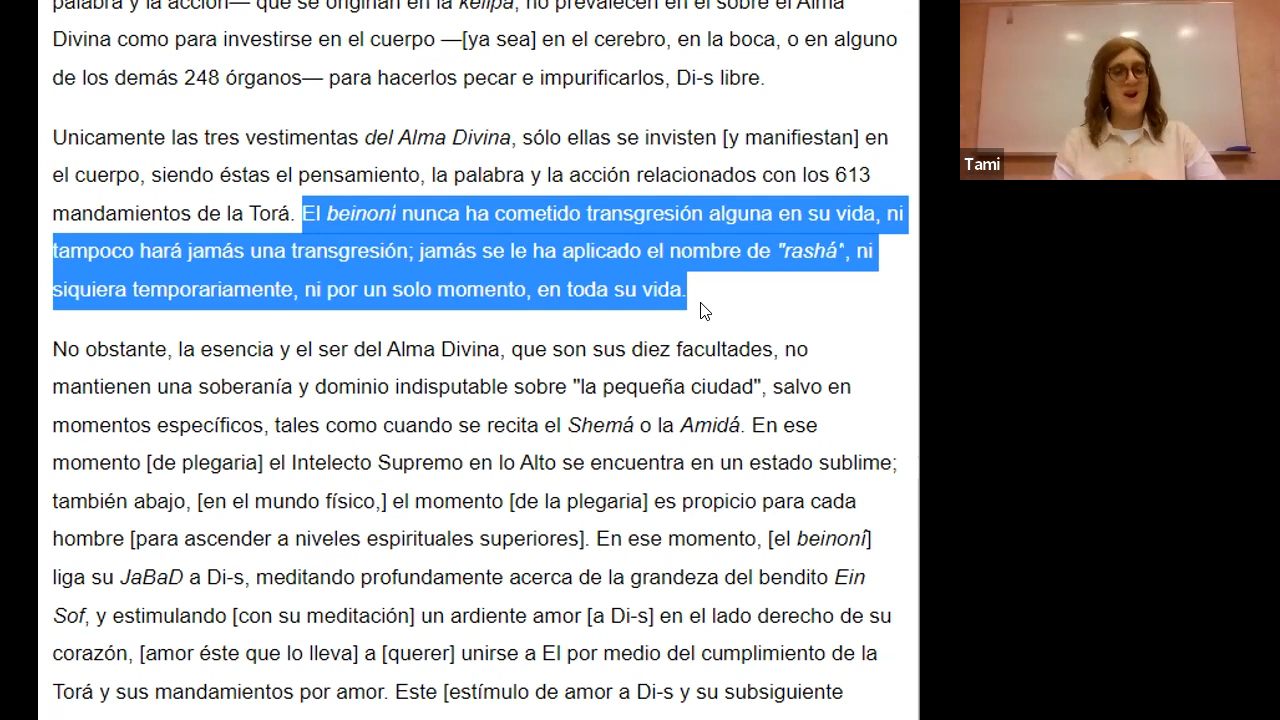 palabra y la acción— que se originan en la kelipá, no prevalecen en él sobre el Alma
Divina como para investirse en el cuerpo —[ya sea] en el cerebro, en la boca, o en alguno
de los demás 248 órganos— para hacerlos pecar e impurificarlos, Di-s libre.
Unicamente las tres vestimentas del Alma Divina, sólo ellas se invisten [y manifiestan] en
el cuerpo, siendo éstas el pensamiento, la palabra y la acción relacionados con los 613
mandamientos de la Torá. El beinoní nunca ha cometido transgresión alguna en su vida, ni
tampoco hará jamás una transgresión; jamás se le ha aplicado el nombre de "rashá", ni
siquiera temporariamente, ni por un solo momento, en toda su vida.
No obstante, la esencia y el ser del Alma Divina, que son sus diez facultades, no
mantienen una soberanía y dominio indisputable sobre "la pequeña ciudad", salvo en
momentos específicos, tales como cuando se recita el Shemá o la Amidá. En ese
momento [de plegaria] el Intelecto Supremo en lo Alto se encuentra en un estado sublime;
también abajo, [en el mundo físico,] el momento [de la plegaria] es propicio para cada
hombre [para ascender a niveles espirituales superiores]. En ese momento, [el beinoní]
liga su JaBaD a Di-s, meditando profundamente acerca de la grandeza del bendito Ein
Sof, y estimulando [con su meditación] un ardiente amor [a Di-s] en el lado derecho de su
corazón, [amor éste que lo lleva] a [querer] unirse a El por medio del cumplimiento de la
Torá y sus mandamientos por amor. Este [estímulo de amor a Di-s y su subsiguiente
Tami